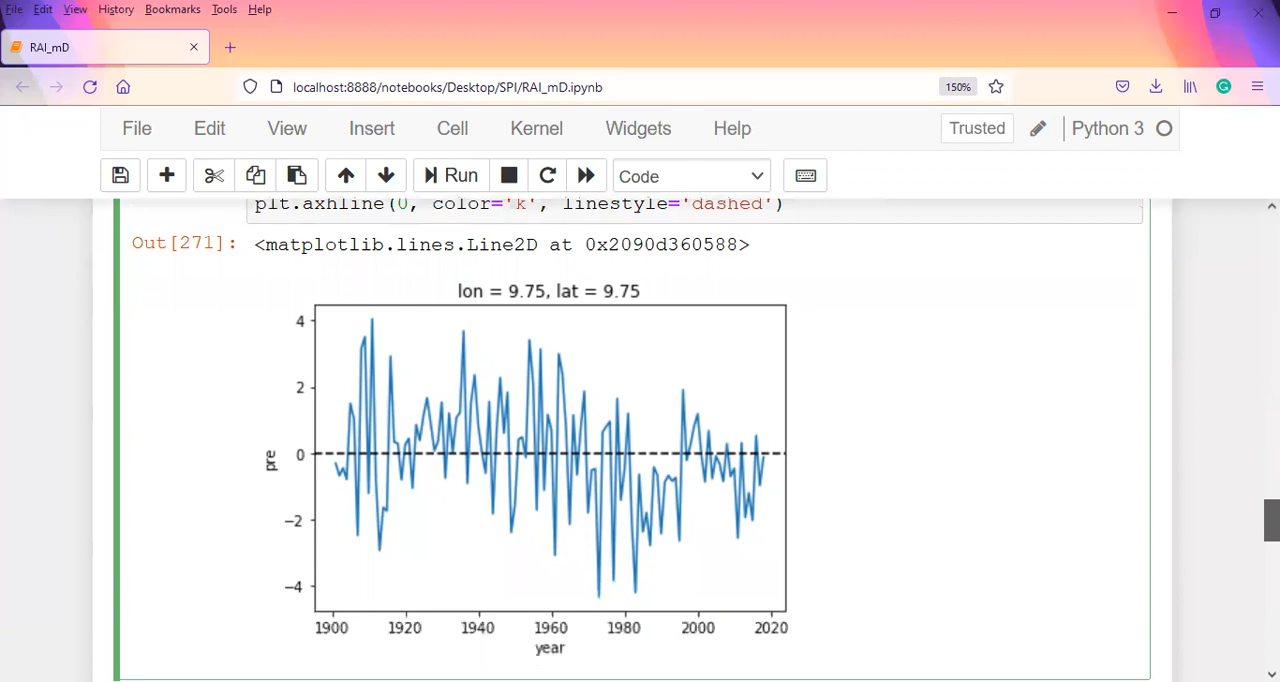 File Edit View History Bookmarks Tools Help
RAI_mD
localhost:8888/notebooks/Desktop/SPI/RAI_mD.ipynb 150%
File Edit View Insert Cell Kernel Widgets Help Trusted Python 3
Run Code
plt.axhline(0, color='k', linestyle='dashed')
Out[271]: <matplotlib.lines.Line2D at 0x2090d360588>
lon = 9.75, lat = 9.75
4
2
0
−2
−4
pre
1900 1920 1940 1960 1980 2000 2020
year